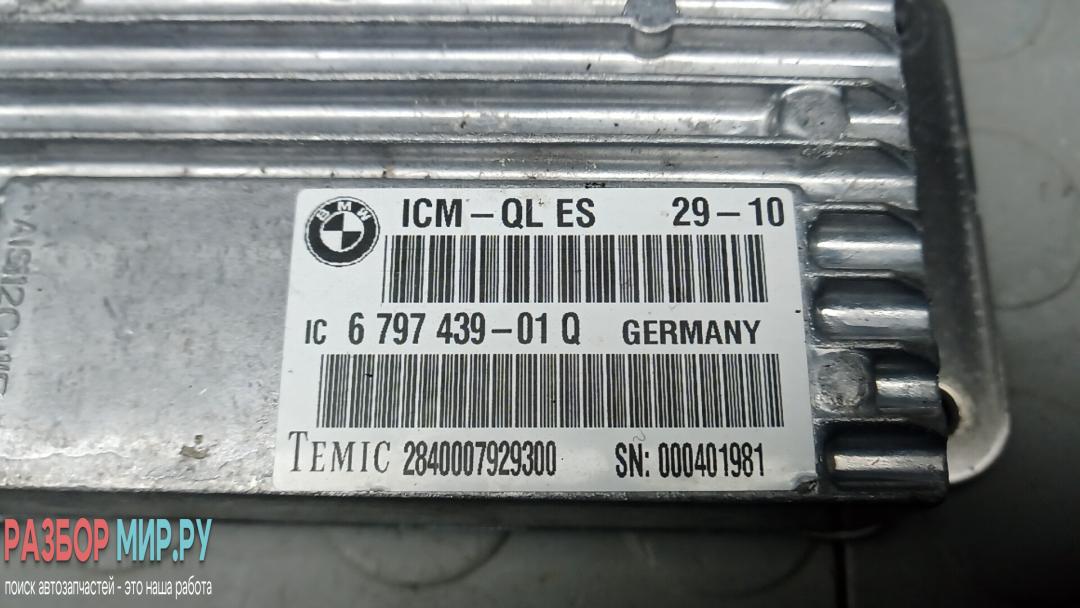 BMW
ICM – QL ES 29 – 10
IC 6 797 439 – 01 Q GERMANY
TEMIC 2840007929300 SN: 000401981
РАЗБОР МИР.РУ
поиск автозапчастей - это наша работа